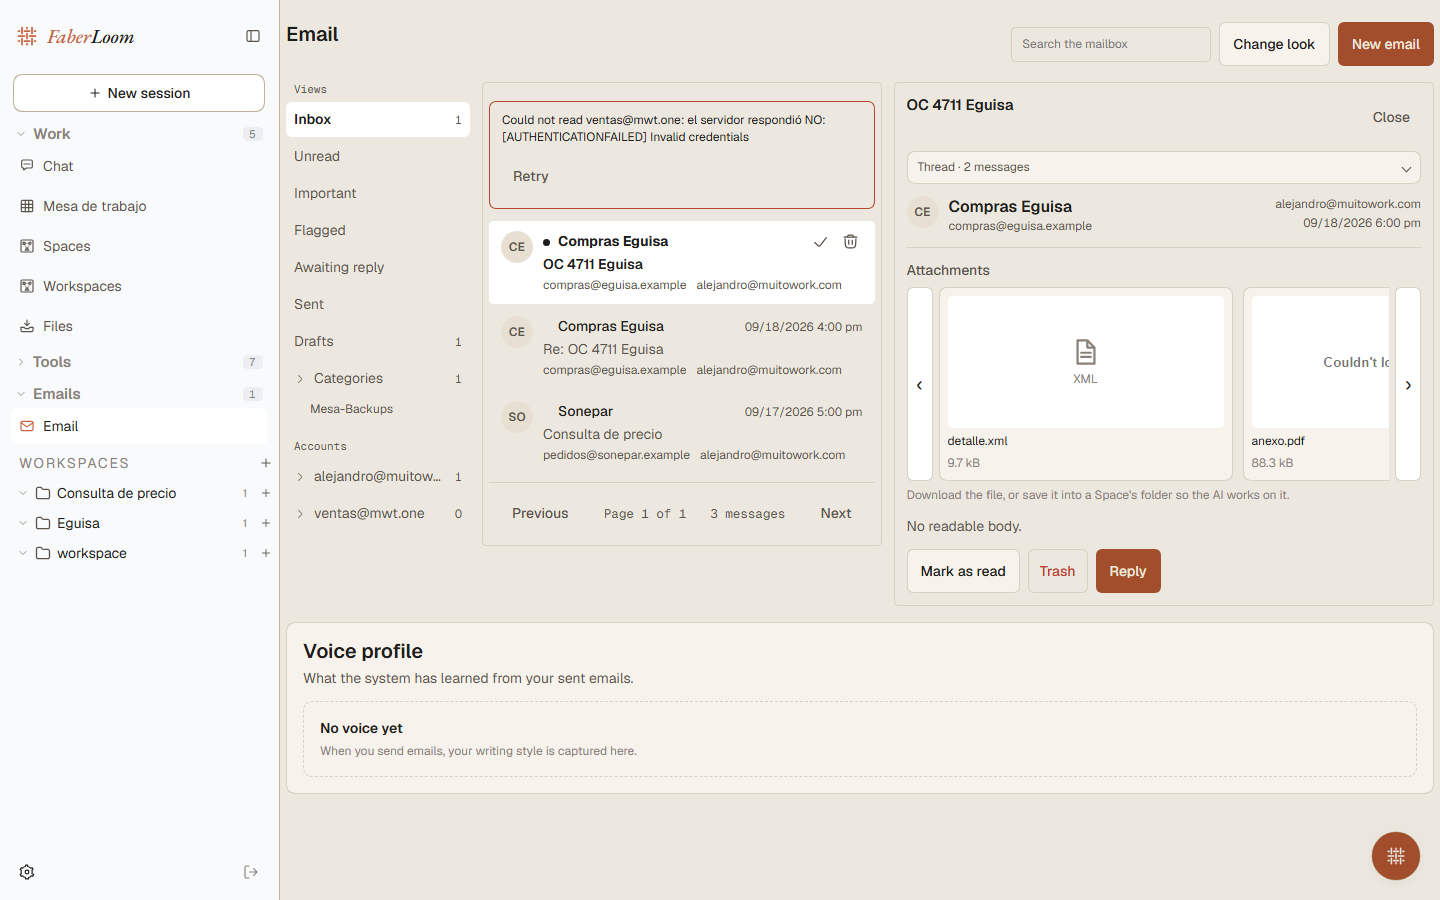 FaberLoom
New session
Work 5
Chat
Mesa de trabajo
Spaces
Workspaces
Files
Tools 7
Emails 1
Email
WORKSPACES
Consulta de precio 1
Eguisa 1
workspace 1
Email
Search the mailbox
Change look
New email
Views
Inbox 1
Unread
Important
Flagged
Awaiting reply
Sent
Drafts 1
Categories 1
Mesa-Backups
Accounts
alejandro@muitow... 1
ventas@mwt.one 0
Could not read ventas@mwt.one: el servidor respondió NO:
[AUTHENTICATIONFAILED] Invalid credentials
Retry
CE
Compras Eguisa
OC 4711 Eguisa
compras@eguisa.example alejandro@muitowork.com
CE
Compras Eguisa 09/18/2026 4:00 pm
Re: OC 4711 Eguisa
compras@eguisa.example alejandro@muitowork.com
SO
Sonepar 09/17/2026 5:00 pm
Consulta de precio
pedidos@sonepar.example alejandro@muitowork.com
Previous Page 1 of 1 3 messages Next
OC 4711 Eguisa
Close
Thread · 2 messages
CE
Compras Eguisa alejandro@muitowork.com
compras@eguisa.example 09/18/2026 6:00 pm
Attachments
XML
detalle.xml
9.7 kB
Couldn't lo
anexo.pdf
88.3 kB
Download the file, or save it into a Space's folder so the AI works on it.
No readable body.
Mark as read
Trash
Reply
Voice profile
What the system has learned from your sent emails.
No voice yet
When you send emails, your writing style is captured here.